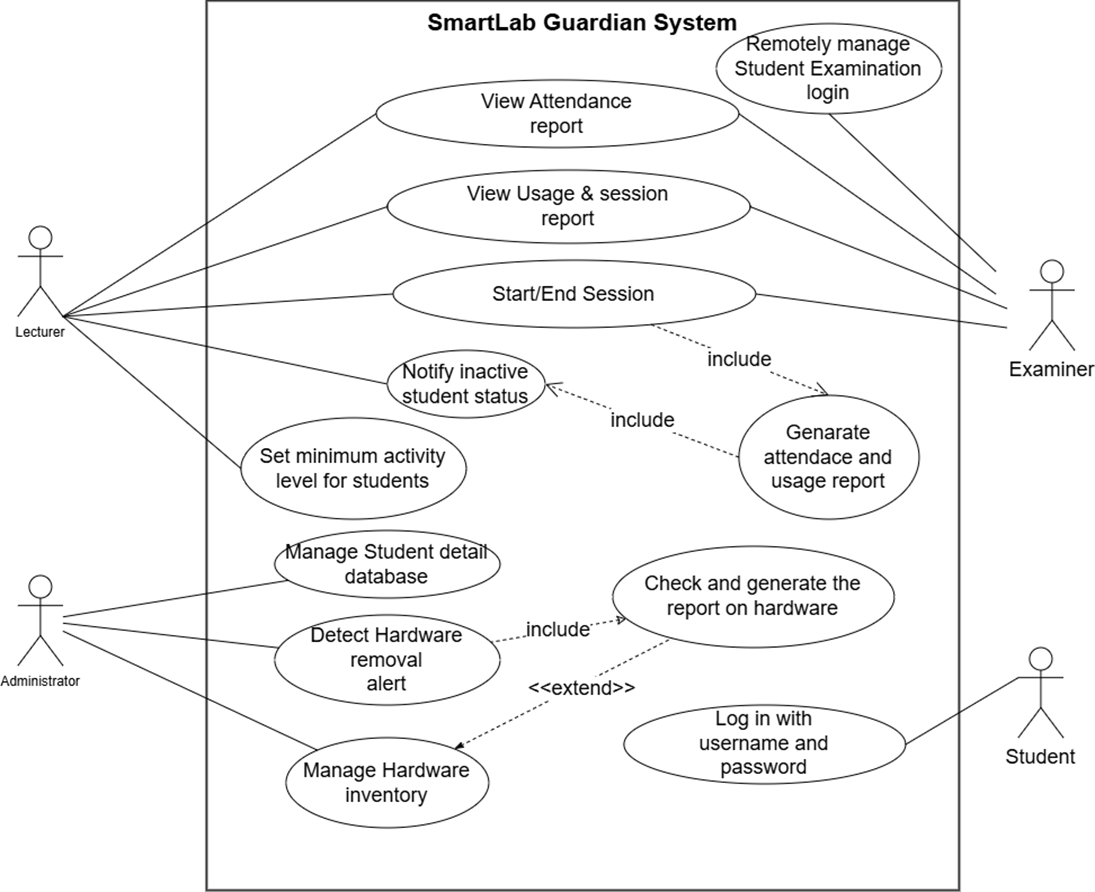 SmartLab Guardian System
Remotely manage
Student Examination
login
View Attendance
report
View Usage & session
report
Start/End Session
Lecturer
include
Examiner
Notify inactive
student status
include
Genarate
attendace and
usage report
Set minimum activity
level for students
Manage Student detail
database
Check and generate the
report on hardware
Detect Hardware
removal
alert
include
Administrator
<<extend>>
Log in with
username and
password
Student
Manage Hardware
inventory